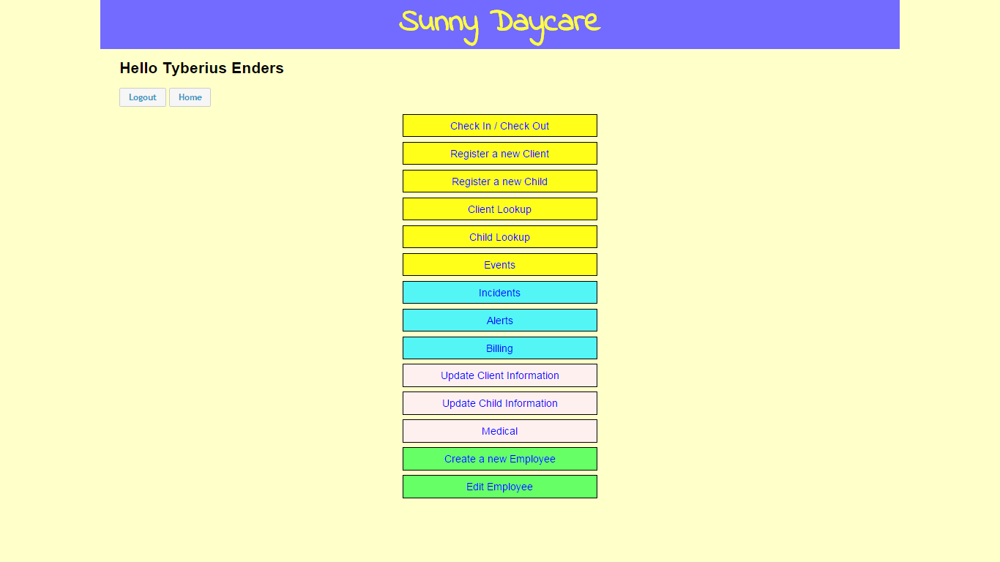 Sunny Daycare
Hello Tyberius Enders
Logout Home
Check In / Check Out
Register a new Client
Register a new Child
Client Lookup
Child Lookup
Events
Incidents
Alerts
Billing
Update Client Information
Update Child Information
Medical
Create a new Employee
Edit Employee